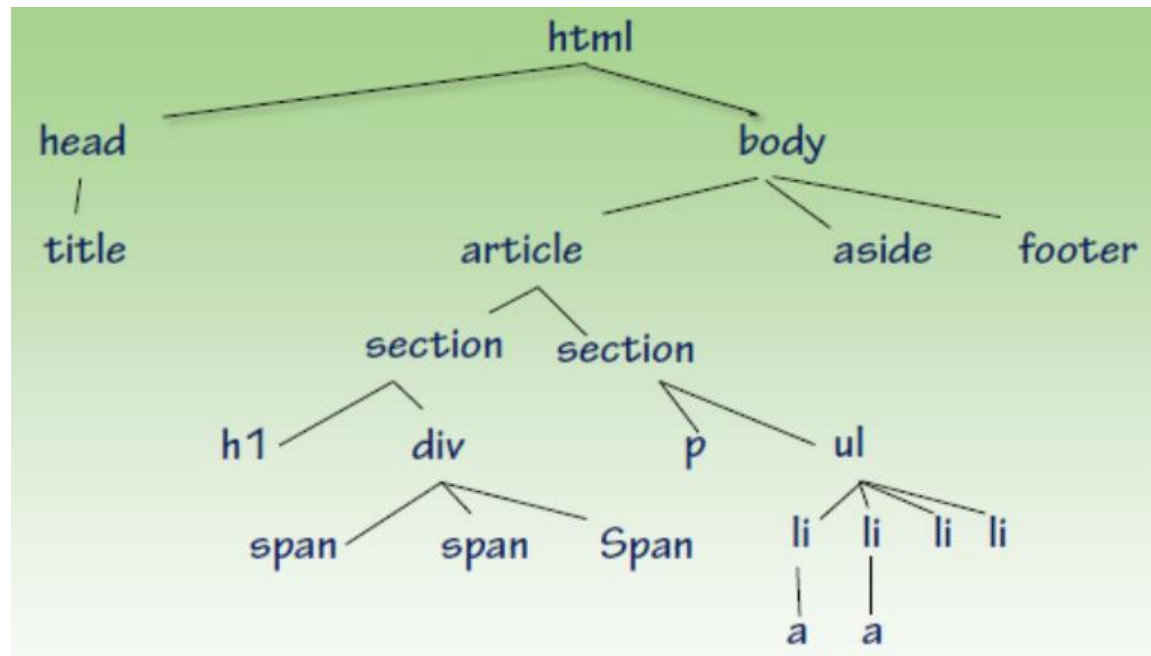 html
head body
title article aside footer
section section
h1 div p ul
span span Span li li li li
a a